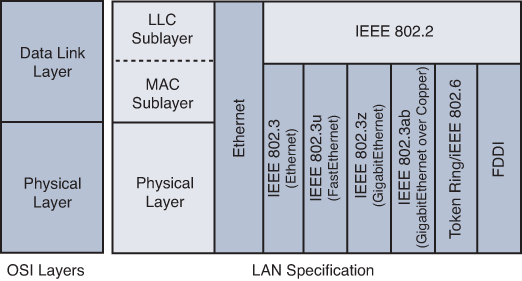 Data Link
Layer
Physical
Layer
OSI Layers
LLC
Sublayer
MAC
Sublayer
Physical
Layer
Ethernet
IEEE 802.2
IEEE 802.3
(Ethernet)
IEEE 802.3u
(FastEthernet)
IEEE 802.3z
(GigabitEthernet)
IEEE 802.3ab
(GigabitEthernet over Copper)
Token Ring/iEEE 802.6
FDDI
LAN Specification